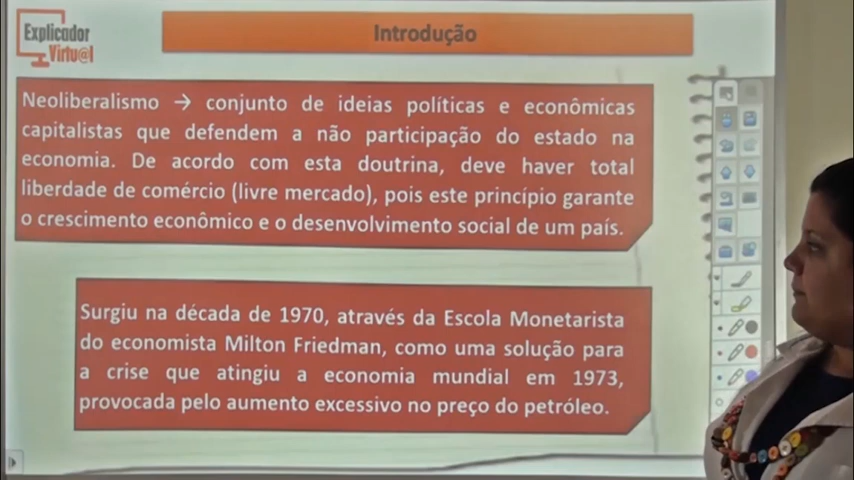 Explicador
Virtu@l
Introdução
Neoliberalismo → conjunto de ideias políticas e econômicas
capitalistas que defendem a não participação do estado na
economia. De acordo com esta doutrina, deve haver total
liberdade de comércio (livre mercado), pois este princípio garante
o crescimento econômico e o desenvolvimento social de um país.
Surgiu na década de 1970, através da Escola Monetarista
do economista Milton Friedman, como uma solução para
a crise que atingiu a economia mundial em 1973,
provocada pelo aumento excessivo no preço do petróleo.